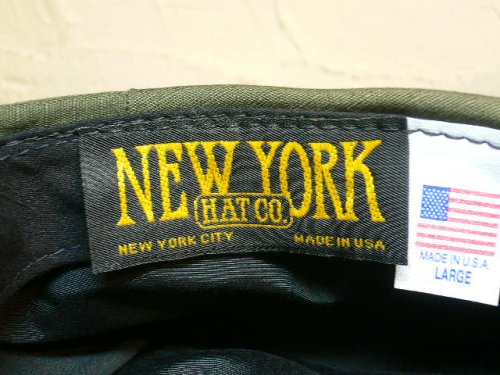 NEW YORK
HAT CO.
NEW YORK CITY MADE IN USA
MADE IN U.S.A
LARGE